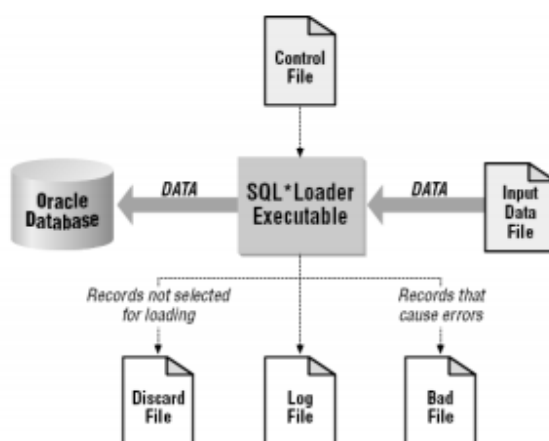 Control
File
Oracle
Database
DATA
SQL*Loader
Executable
DATA
Input
Data
File
Records not selected
for loading
Records that
cause errors
Discard
File
Log
File
Bad
File